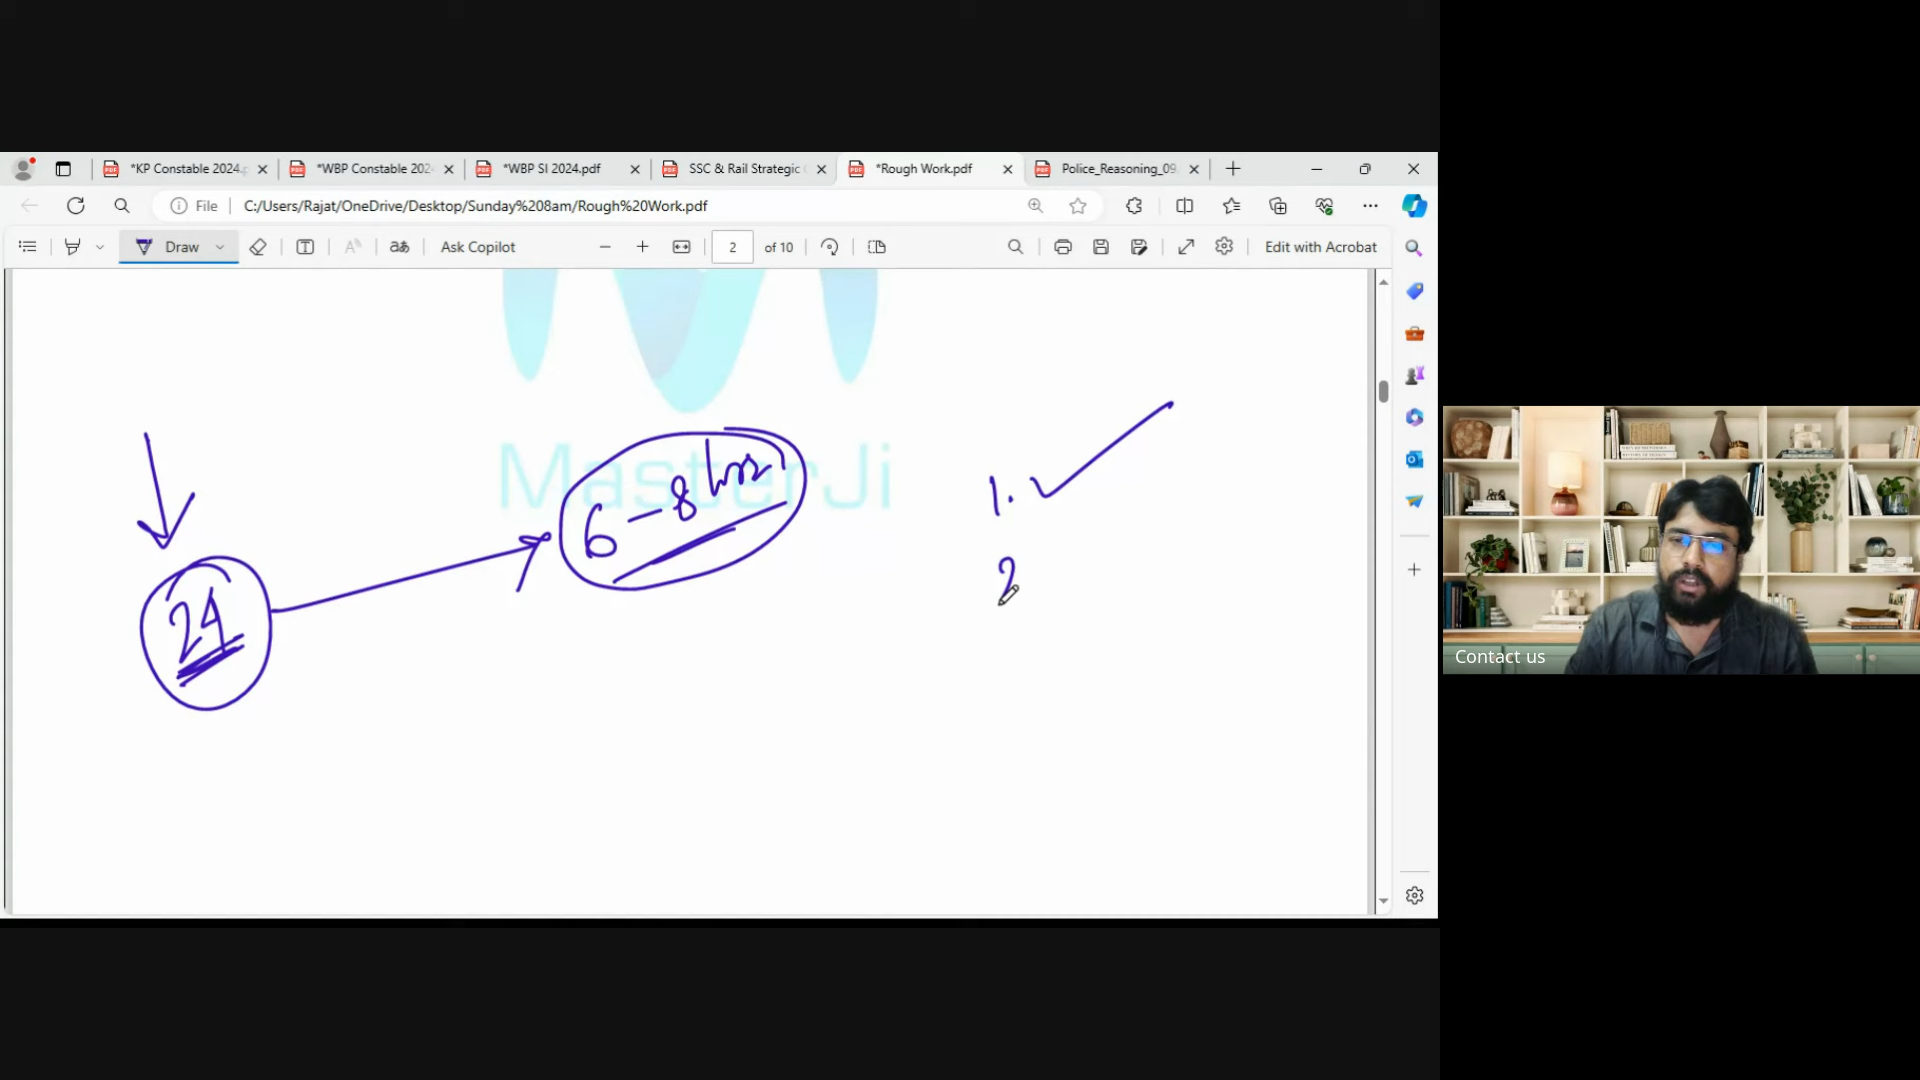 *KP Constable 2024.p
*WBP Constable 202
*WBP SI 2024.pdf
SSC & Rail Strategic
*Rough Work.pdf
Police_Reasoning_09.
File
C:/Users/Rajat/OneDrive/Desktop/Sunday%208am/Rough%20Work.pdf
Draw
aあ
Ask Copilot
2 of 10
Edit with Acrobat
MasterJi
6 - 8 hrs
1.
2
24
Contact us